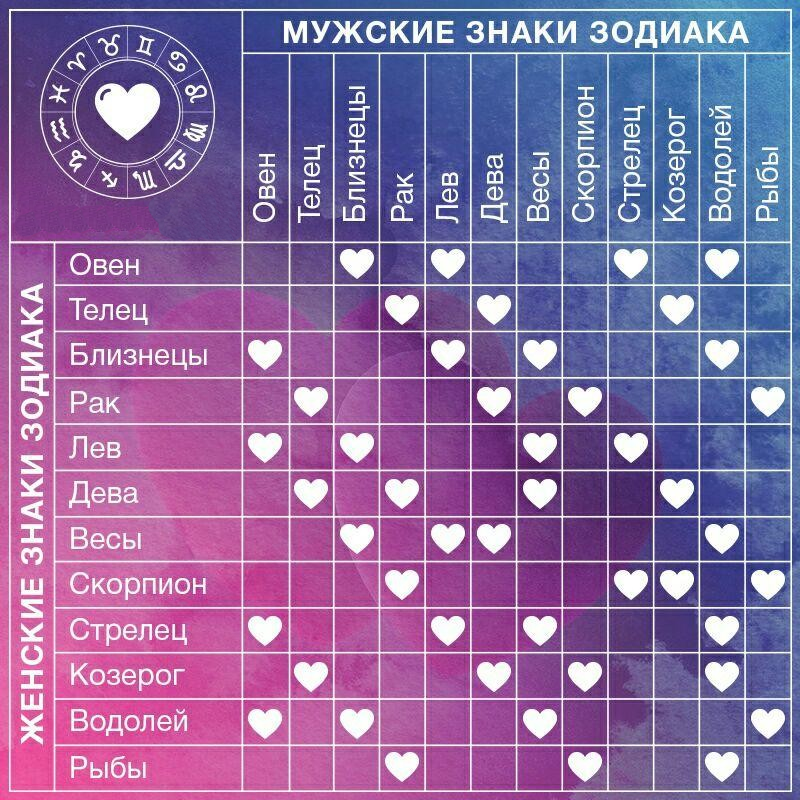 МУЖСКИЕ ЗНАКИ ЗОДИАКА
Овен
Телец
Близнецы
Рак
Лев
Дева
Весы
Скорпион
Стрелец
Козерог
Водолей
Рыбы
ЖЕНСКИЕ ЗНАКИ ЗОДИАКА
Овен
Телец
Близнецы
Рак
Лев
Дева
Весы
Скорпион
Стрелец
Козерог
Водолей
Рыбы